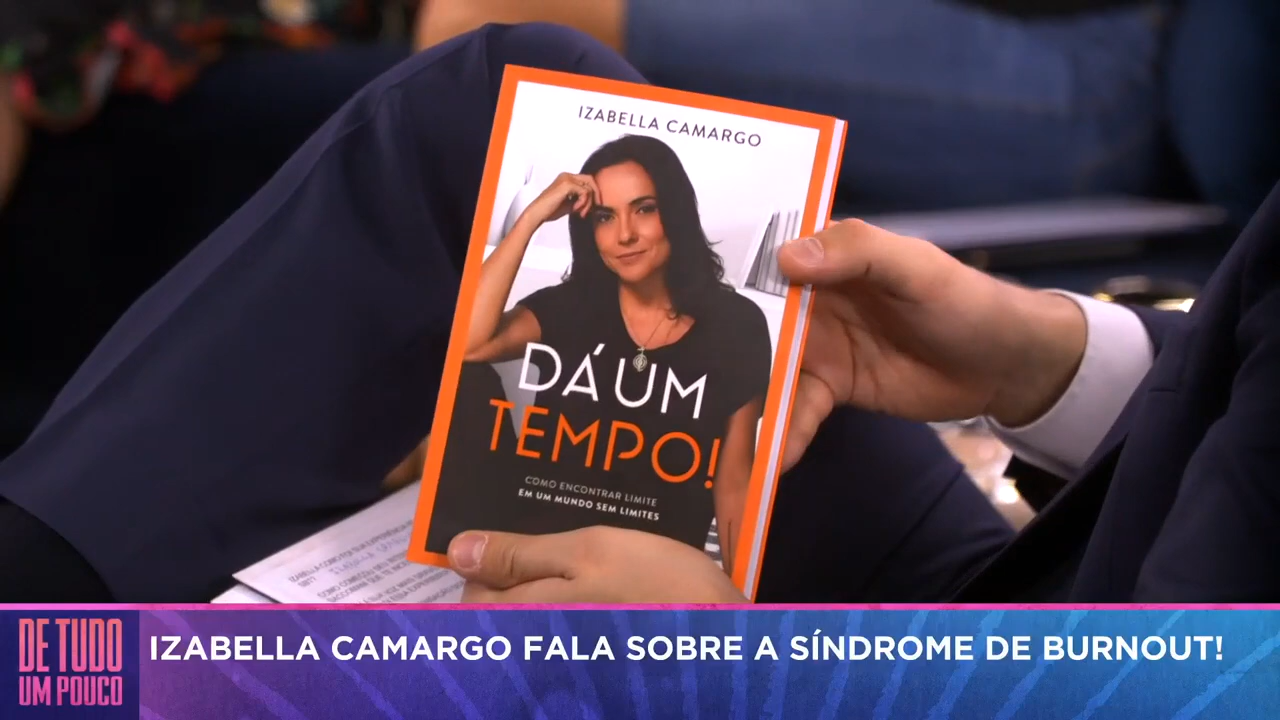 IZABELLA CAMARGO
DÁ UM
TEMPO!
COMO ENCONTRAR LIMITE
EM UM MUNDO SEM LIMITES
DE TUDO
UM POUCO
IZABELLA CAMARGO FALA SOBRE A SÍNDROME DE BURNOUT!